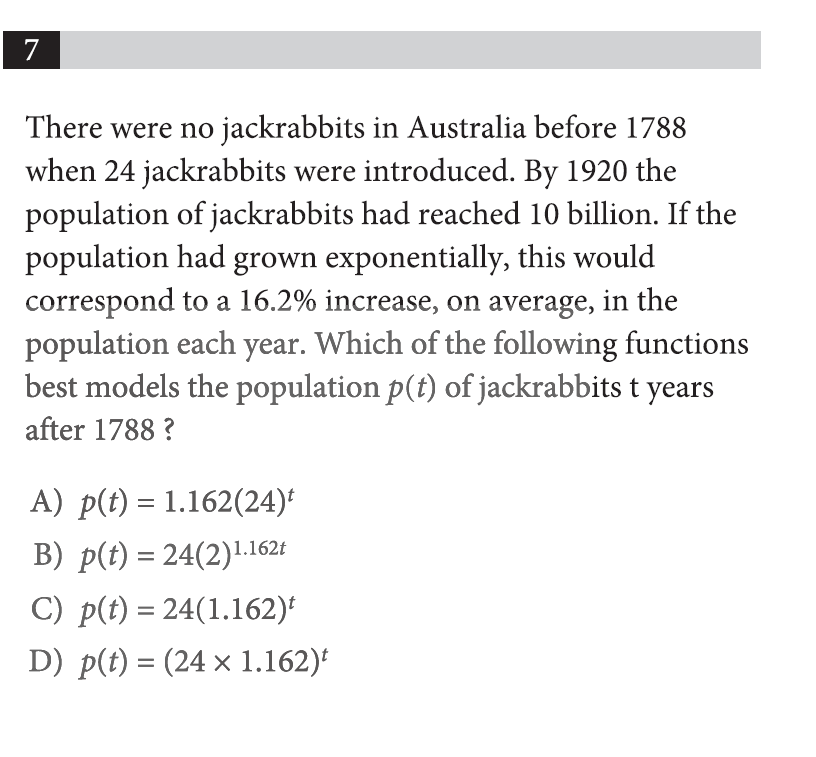 7
There were no jackrabbits in Australia before 1788
when 24 jackrabbits were introduced. By 1920 the
population of jackrabbits had reached 10 billion. If the
population had grown exponentially, this would
correspond to a 16.2% increase, on average, in the
population each year. Which of the following functions
best models the population p(t) of jackrabbits t years
after 1788 ?
A) p(t) = 1.162(24)ᵗ
B) p(t) = 24(2)¹·¹⁶²ᵗ
C) p(t) = 24(1.162)ᵗ
D) p(t) = (24 × 1.162)ᵗ